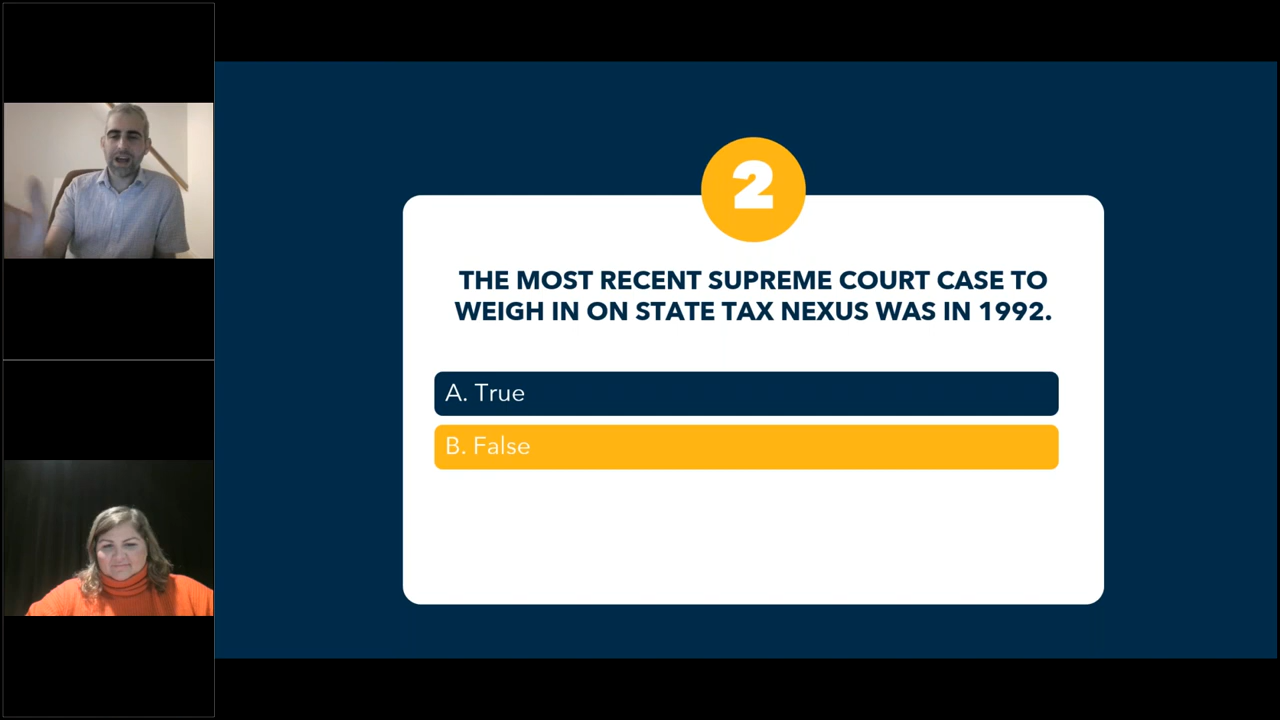 2
THE MOST RECENT SUPREME COURT CASE TO
WEIGH IN ON STATE TAX NEXUS WAS IN 1992.
A. True
B. False